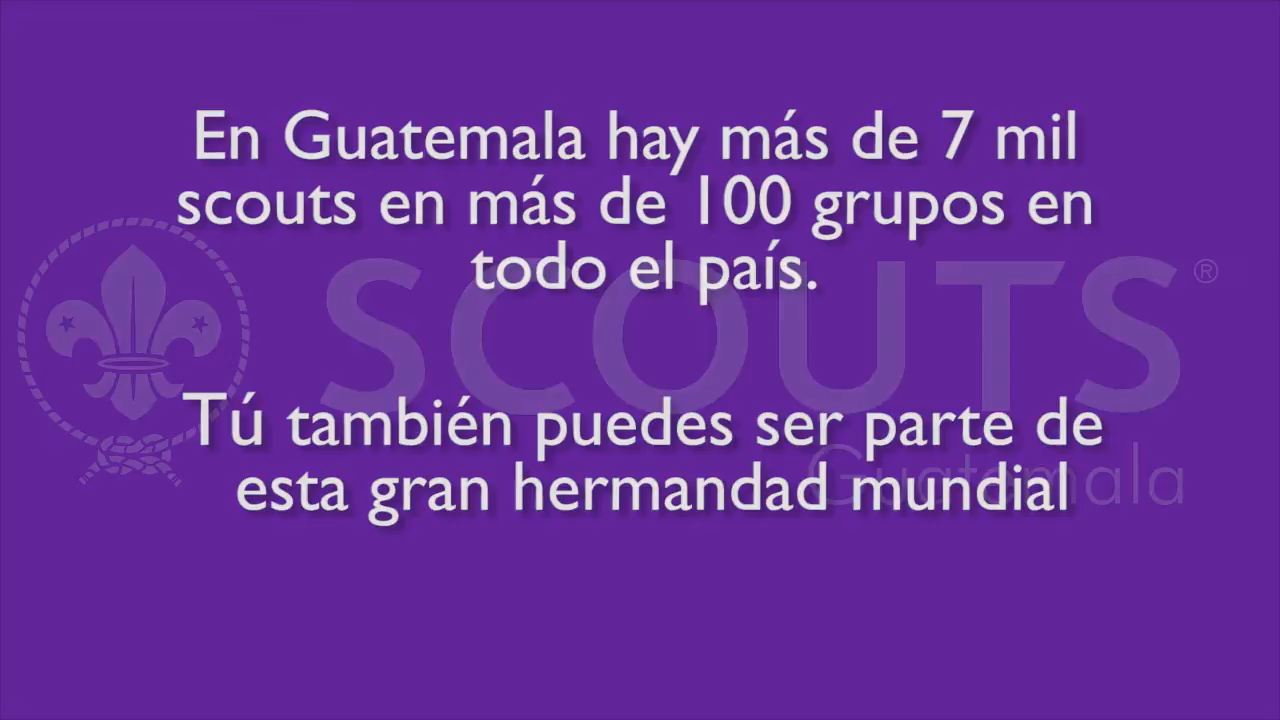 En Guatemala hay más de 7 mil
scouts en más de 100 grupos en
todo el país.
SCOUTS®
Tú también puedes ser parte de
esta gran hermandad mundial
Guatemala